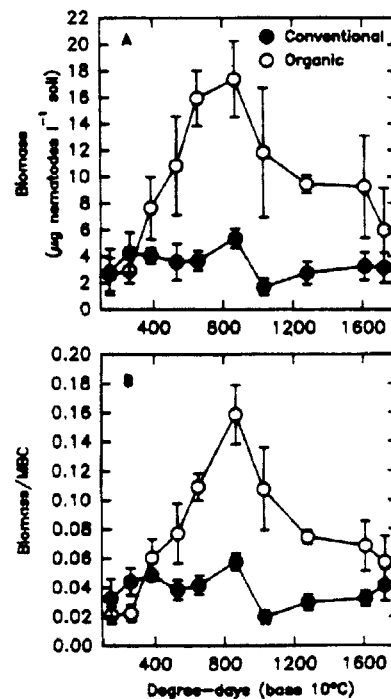 22
20
18
16
14
12
10
8
6
4
2
0
Biomass
(μg nematodes l⁻¹ soil)
A
Conventional
Organic
400 800 1200 1600
0.20
0.18
0.16
0.14
0.12
0.10
0.08
0.06
0.04
0.02
0.00
Biomass/MBC
B
400 800 1200 1600
Degree-days (base 10°C)